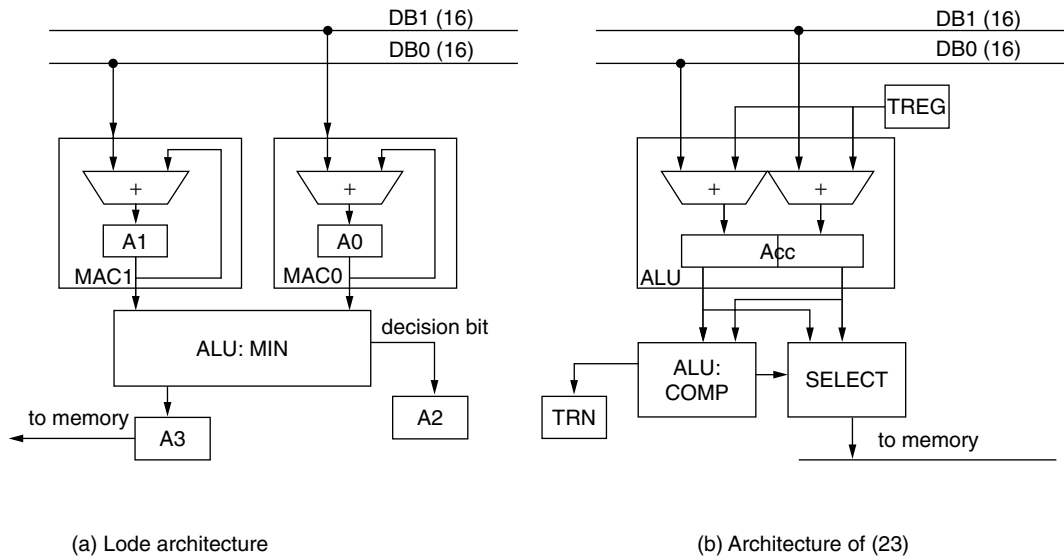 DB1 (16)
DB0 (16)
+
+
A1
A0
MAC1
MAC0
ALU: MIN
decision bit
to memory
A3
A2
(a) Lode architecture
DB1 (16)
DB0 (16)
TREG
+
+
Acc
ALU
ALU:
COMP
SELECT
TRN
to memory
(b) Architecture of (23)